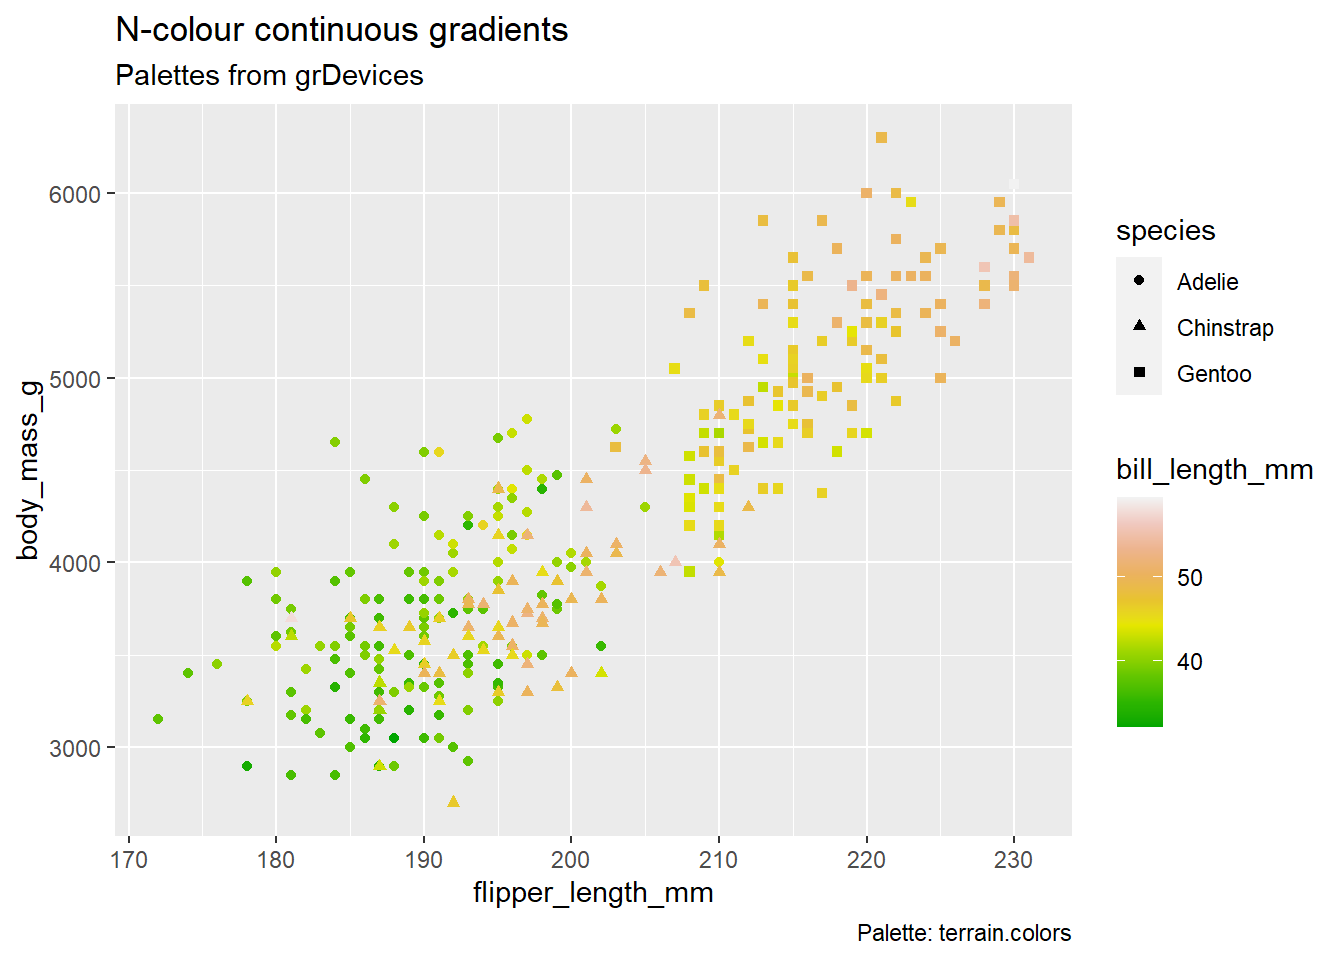 N-colour continuous gradients
Palettes from grDevices
body_mass_g
6000
5000
4000
3000
170 180 190 200 210 220 230
flipper_length_mm
species
Adelie
Chinstrap
Gentoo
bill_length_mm
50
40
Palette: terrain.colors